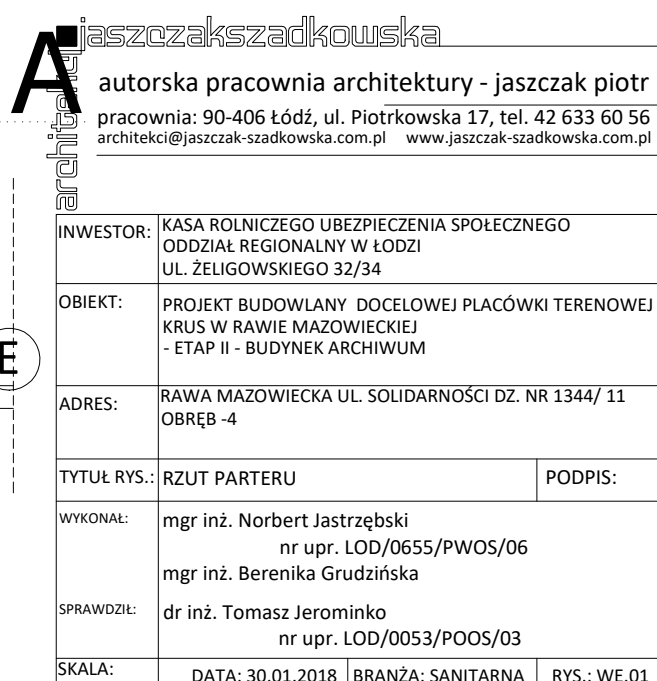 jaszczakszadkowska
A
architekci
autorska pracownia architektury - jaszczak piotr
pracownia: 90-406 Łódź, ul. Piotrkowska 17, tel. 42 633 60 56
architekci@jaszczak-szadkowska.com.pl www.jaszczak-szadkowska.com.pl
INWESTOR: KASA ROLNICZEGO UBEZPIECZENIA SPOŁECZNEGO
ODDZIAŁ REGIONALNY W ŁODZI
UL. ŻELIGOWSKIEGO 32/34
OBIEKT: PROJEKT BUDOWLANY DOCELOWEJ PLACÓWKI TERENOWEJ
KRUS W RAWIE MAZOWIECKIEJ
- ETAP II - BUDYNEK ARCHIWUM
E
ADRES: RAWA MAZOWIECKA UL. SOLIDARNOŚCI DZ. NR 1344/ 11
OBRĘB -4
TYTUŁ RYS.: RZUT PARTERU PODPIS:
WYKONAŁ: mgr inż. Norbert Jastrzębski
nr upr. LOD/0655/PWOS/06
mgr inż. Berenika Grudzińska
SPRAWDZIŁ: dr inż. Tomasz Jerominko
nr upr. LOD/0053/POOS/03
SKALA: DATA: 30.01.2018 BRANŻA: SANITARNA RYS.: WE.01